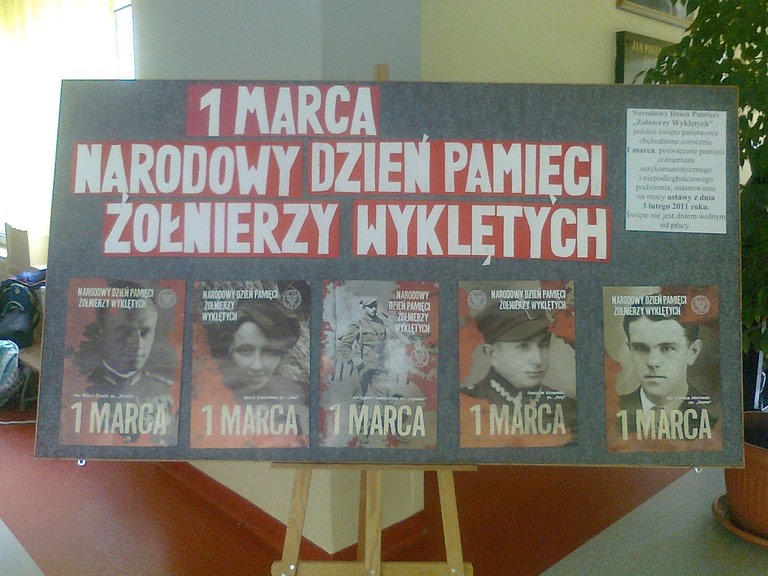 1 MARCA
NARODOWY DZIEŃ PAMIĘCI
ŻOŁNIERZY WYKLĘTYCH
Narodowy Dzień Pamięci
„Żołnierzy Wyklętych"
polskie święto państwowe
obchodzone corocznie
1 marca, poświęcone pamięci
żołnierzom
antykomunistycznego
i niepodległościowego
podziemia, ustanowione
na mocy ustawy z dnia
3 lutego 2011 roku.
Święto nie jest dniem wolnym
od pracy
NARODOWY DZIEŃ PAMIĘCI
ŻOŁNIERZY WYKLĘTYCH
1 MARCA
NARODOWY DZIEŃ PAMIĘCI
ŻOŁNIERZY
WYKLĘTYCH
1 MARCA
NARODOWY
DZIEŃ PAMIĘCI
ŻOŁNIERZY
WYKLĘTYCH
1 MARCA
NARODOWY DZIEŃ PAMIĘCI
ŻOŁNIERZY WYKLĘTYCH
1 MARCA
NARODOWY DZIEŃ PAMIĘCI
ŻOŁNIERZY WYKLĘTYCH
1 MARCA
JAN